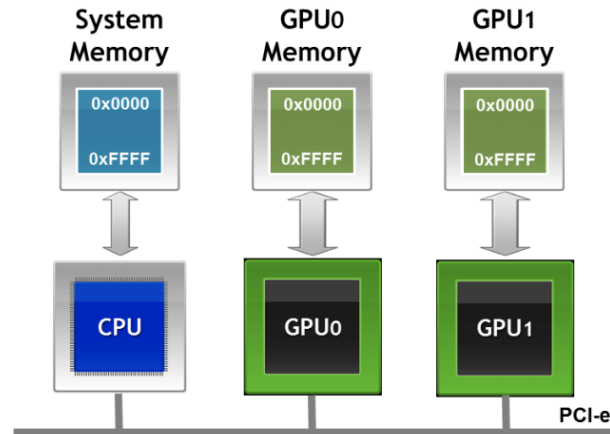 System
Memory
GPU0
Memory
GPU1
Memory
0x0000
0xFFFF
0x0000
0xFFFF
0x0000
0xFFFF
CPU
GPU0
GPU1
PCI-e